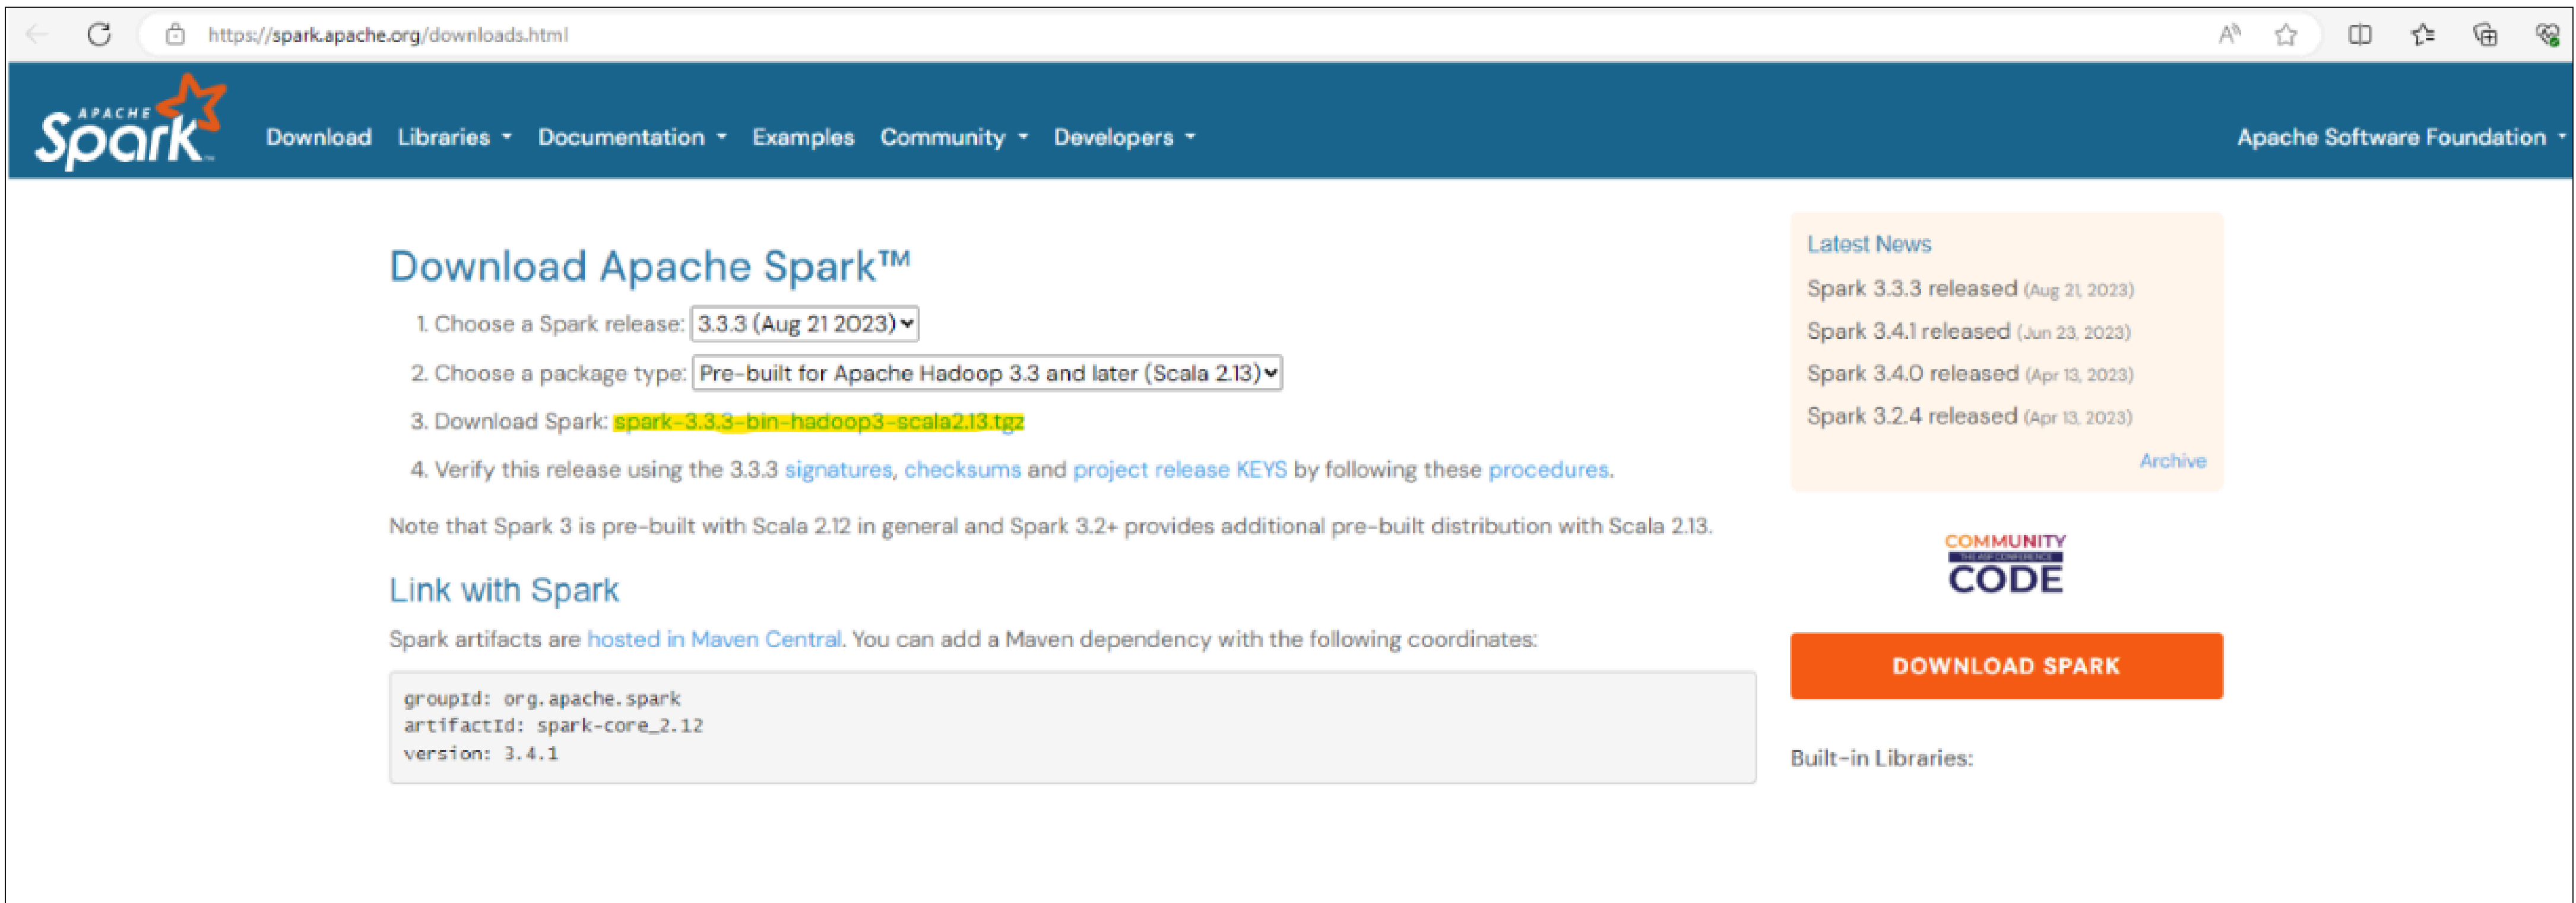 https://spark.apache.org/downloads.html
APACHE
Spark
Download Libraries Documentation Examples Community Developers Apache Software Foundation
Download Apache Spark™
1. Choose a Spark release: 3.3.3 (Aug 21 2023)
2. Choose a package type: Pre-built for Apache Hadoop 3.3 and later (Scala 2.13)
3. Download Spark: spark-3.3.3-bin-hadoop3-scala2.13.tgz
4. Verify this release using the 3.3.3 signatures, checksums and project release KEYS by following these procedures.
Note that Spark 3 is pre-built with Scala 2.12 in general and Spark 3.2+ provides additional pre-built distribution with Scala 2.13.
Link with Spark
Spark artifacts are hosted in Maven Central. You can add a Maven dependency with the following coordinates:
groupId: org.apache.spark
artifactId: spark-core_2.12
version: 3.4.1
Latest News
Spark 3.3.3 released (Aug 21, 2023)
Spark 3.4.1 released (Jun 23, 2023)
Spark 3.4.0 released (Apr 13, 2023)
Spark 3.2.4 released (Apr 13, 2023)
Archive
COMMUNITY
THE ASF CONFERENCE
CODE
DOWNLOAD SPARK
Built-in Libraries: